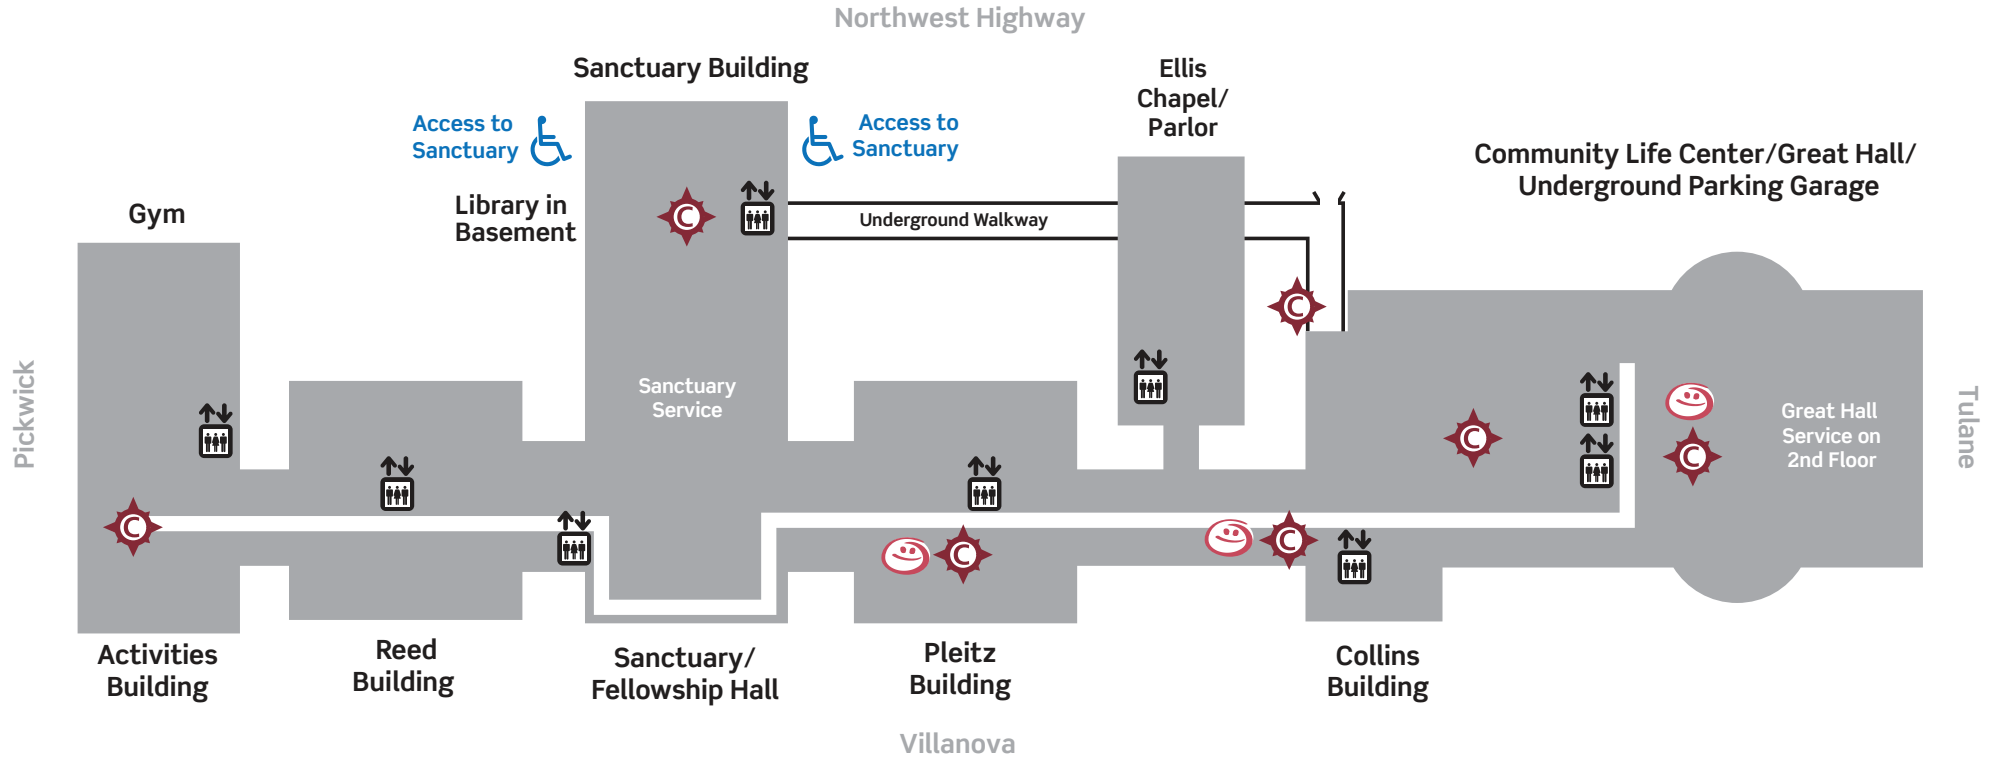 Northwest Highway
Sanctuary Building
Ellis
Chapel/
Parlor
Access to
Sanctuary
Access to
Sanctuary
Community Life Center/Great Hall/
Underground Parking Garage
Gym
Library in
Basement
C
Underground Walkway
C
Pickwick
Sanctuary
Service
Tulane
Great Hall
Service on
2nd Floor
C
C
C
C
C
Activities
Building
Reed
Building
Sanctuary/
Fellowship Hall
Pleitz
Building
Collins
Building
Villanova